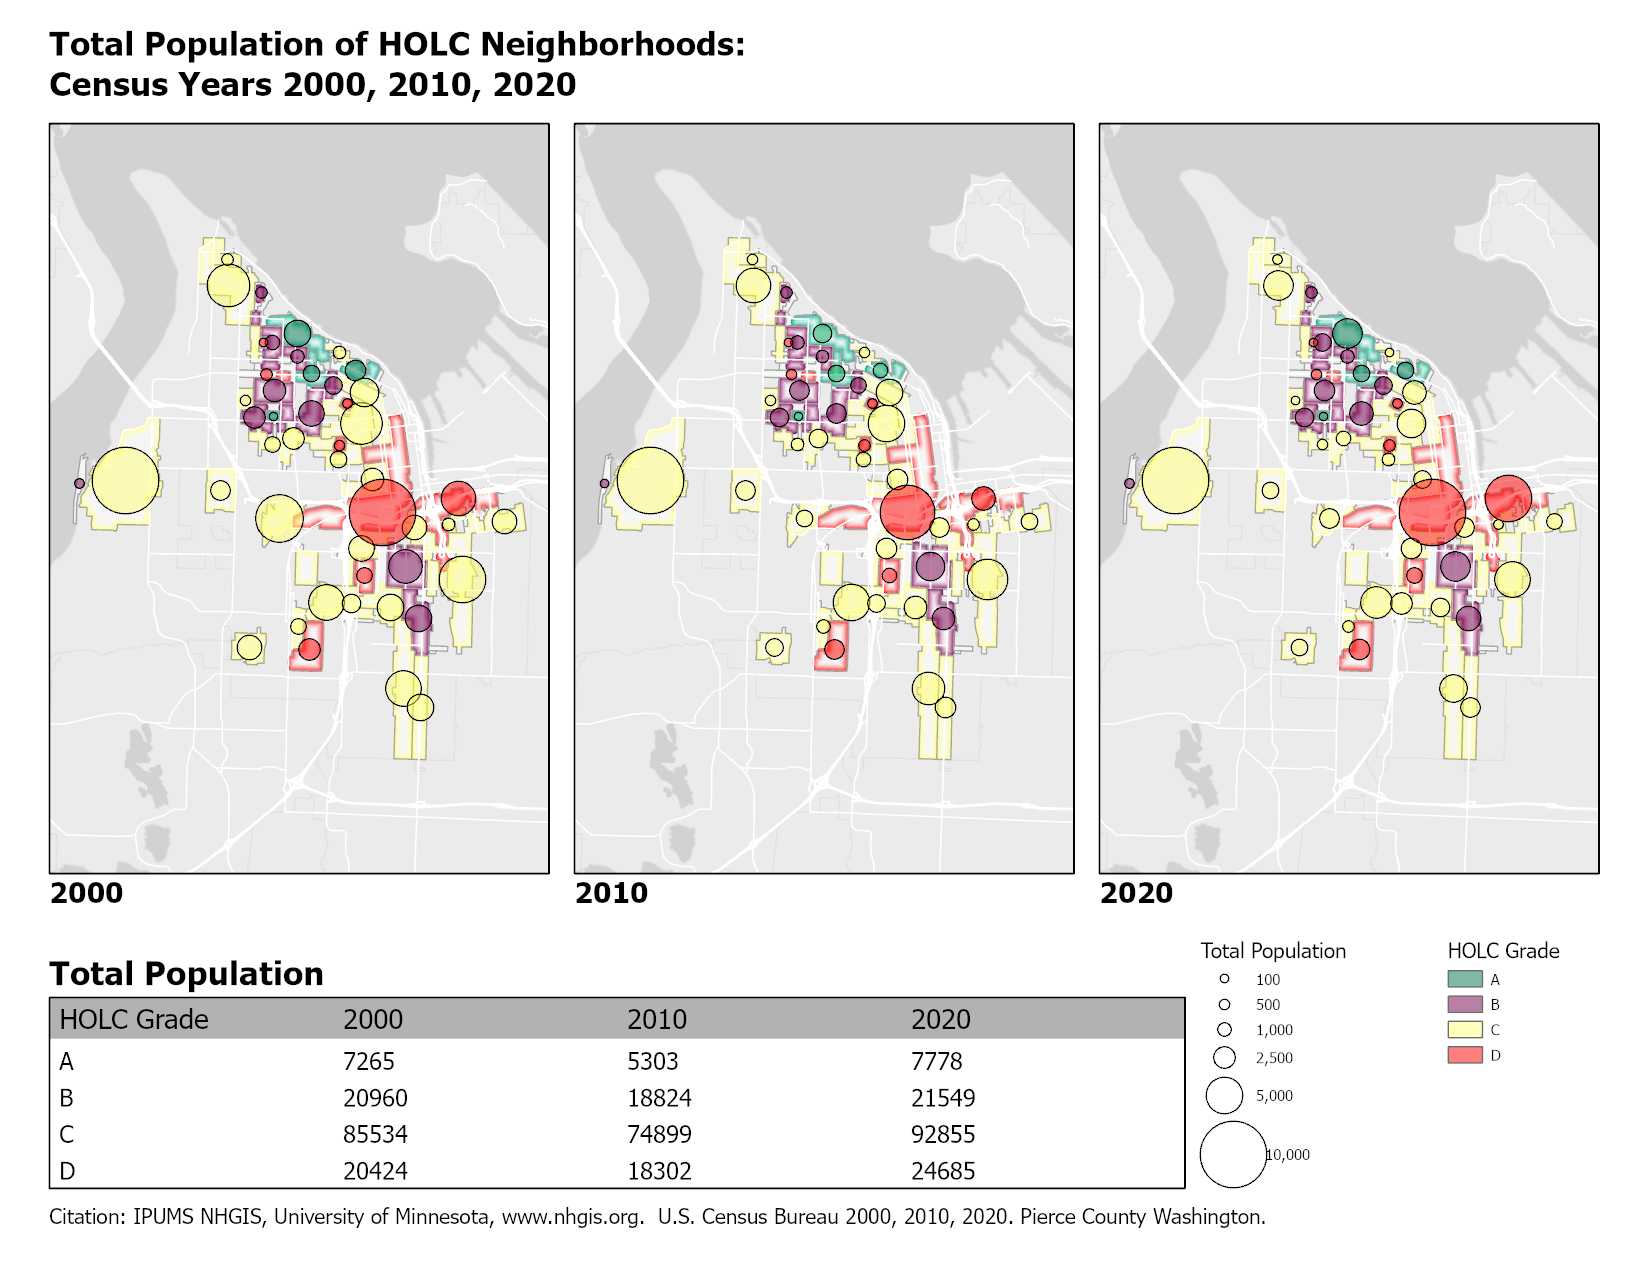 Total Population of HOLC Neighborhoods:
Census Years 2000, 2010, 2020
2000
2010
2020
Total Population
HOLC Grade 2000 2010 2020
A 7265 5303 7778
B 20960 18824 21549
C 85534 74899 92855
D 20424 18302 24685
Total Population
100
500
1,000
2,500
5,000
10,000
HOLC Grade
A
B
C
D
Citation: IPUMS NHGIS, University of Minnesota, www.nhgis.org.  U.S. Census Bureau 2000, 2010, 2020. Pierce County Washington.